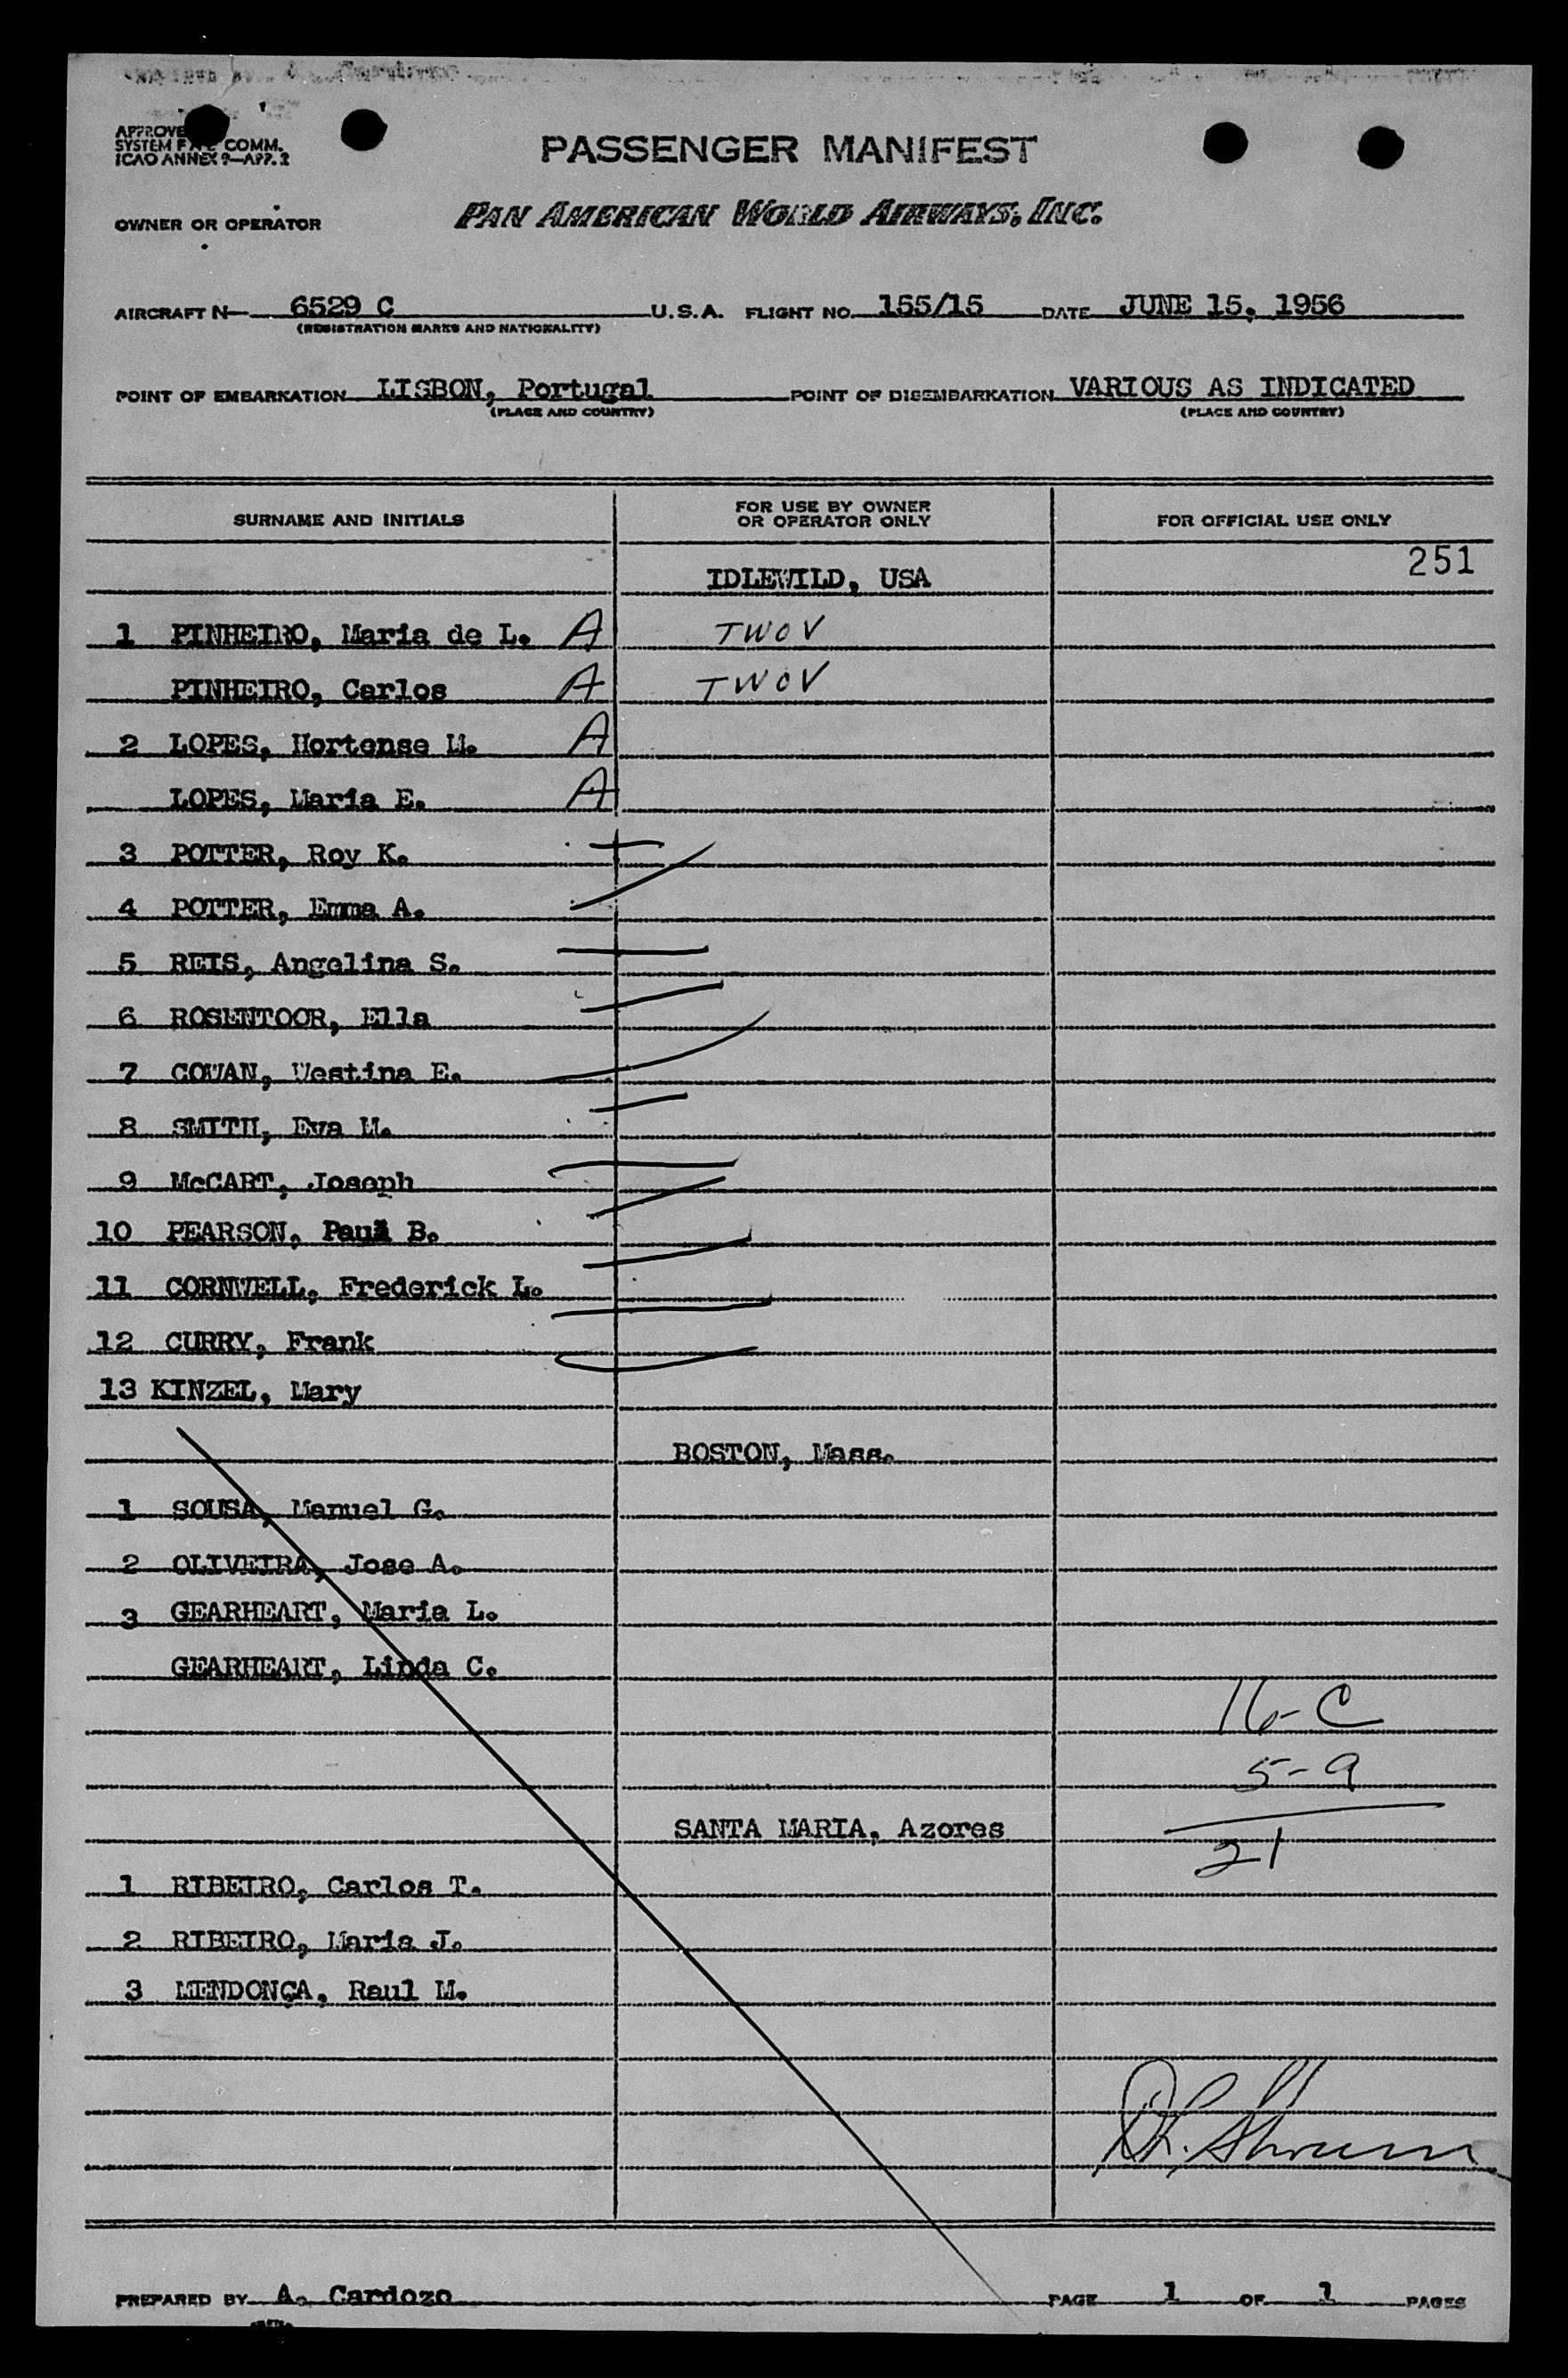 PASSENGER MANIFEST
SYSTEM COMM.
ICAO ANNEX 9—APP. 2
OWNER OR OPERATOR PAN AMERICAN WORLD AIRWAYS, INC.
AIRCRAFT N— 6529 C U.S.A. FLIGHT NO. 155/15 DATE JUNE 15, 1956
(REGISTRATION MARKS AND NATIONALITY)
POINT OF EMBARKATION LISBON, Portugal POINT OF DISEMBARKATION VARIOUS AS INDICATED
(PLACE AND COUNTRY) (PLACE AND COUNTRY)
SURNAME AND INITIALS FOR USE BY OWNER OR OPERATOR ONLY FOR OFFICIAL USE ONLY
IDLEWILD, USA 251
1 PINHEIRO, Maria de L. A TWOV
PINHEIRO, Carlos A TWOV
2 LOPES, Hortense M. A
LOPES, Maria E. A
3 POTTER, Roy K.
4 POTTER, Emma A.
5 REIS, Angelina S.
6 ROSENTOOR, Ella
7 COWAN, Westina E.
8 SMITH, Eva M.
9 McCART, Joseph
10 PEARSON, B.
11 CORNWELL, Frederick L.
12 CURRY, Frank
13 KINZEL, Mary
BOSTON, Mass.
1 SOUSA, Manuel G.
2 OLIVEIRA, Jose A.
3 GEARHEART, Maria L.
GEARHEART, Linda C.
16-C
5-a
SANTA MARIA, Azores
21
1 RIBEIRO, Carlos T.
2 RIBEIRO, Maria J.
3 MENDONÇA, Raul M.
PREPARED BY A. Cardozo PAGE 1 OF 1 PAGES